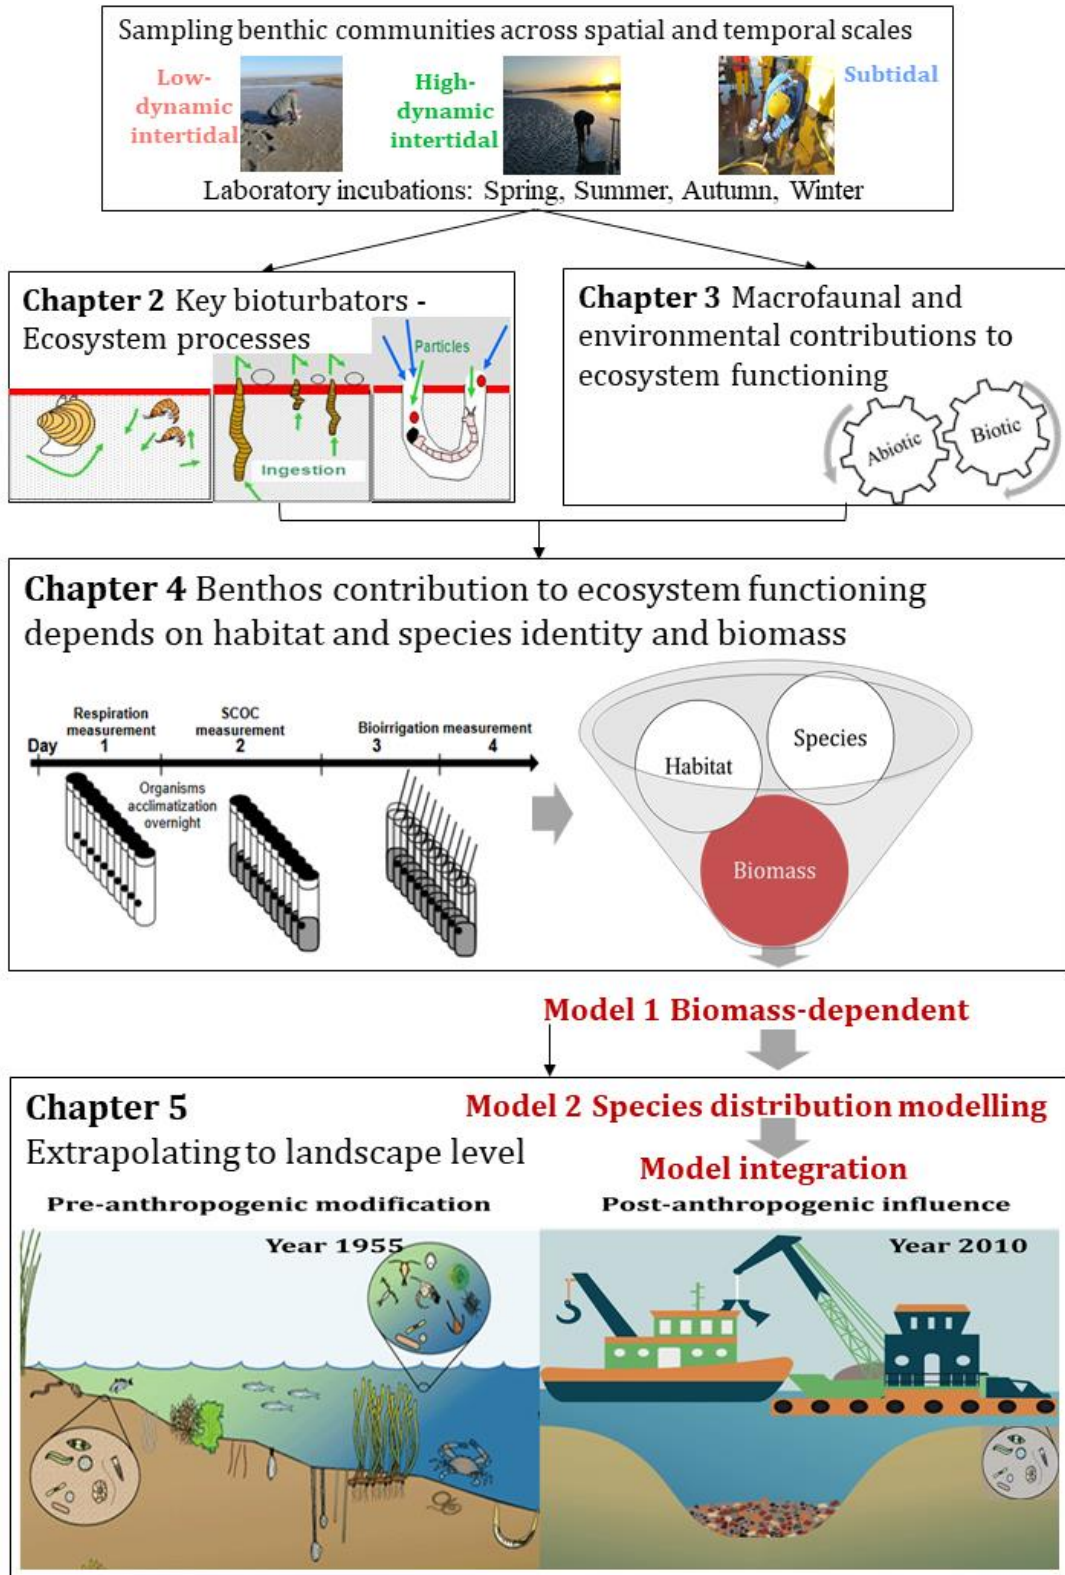 Sampling benthic communities across spatial and temporal scales
Low-
dynamic
intertidal
High-
dynamic
intertidal
Subtidal
Laboratory incubations: Spring, Summer, Autumn, Winter
Chapter 2 Key bioturbators -
Ecosystem processes
Particles
Ingestion
Chapter 3 Macrofaunal and
environmental contributions to
ecosystem functioning
Abiotic
Biotic
Chapter 4 Benthos contribution to ecosystem functioning
depends on habitat and species identity and biomass
Respiration
measurement
SCOC
measurement
Bioirrigation measurement
Day 1 2 3 4
Organisms
acclimatization
overnight
Habitat
Species
Biomass
Model 1 Biomass-dependent
Chapter 5
Extrapolating to landscape level
Model 2 Species distribution modelling
Model integration
Pre-anthropogenic modification
Post-anthropogenic influence
Year 1955
Year 2010